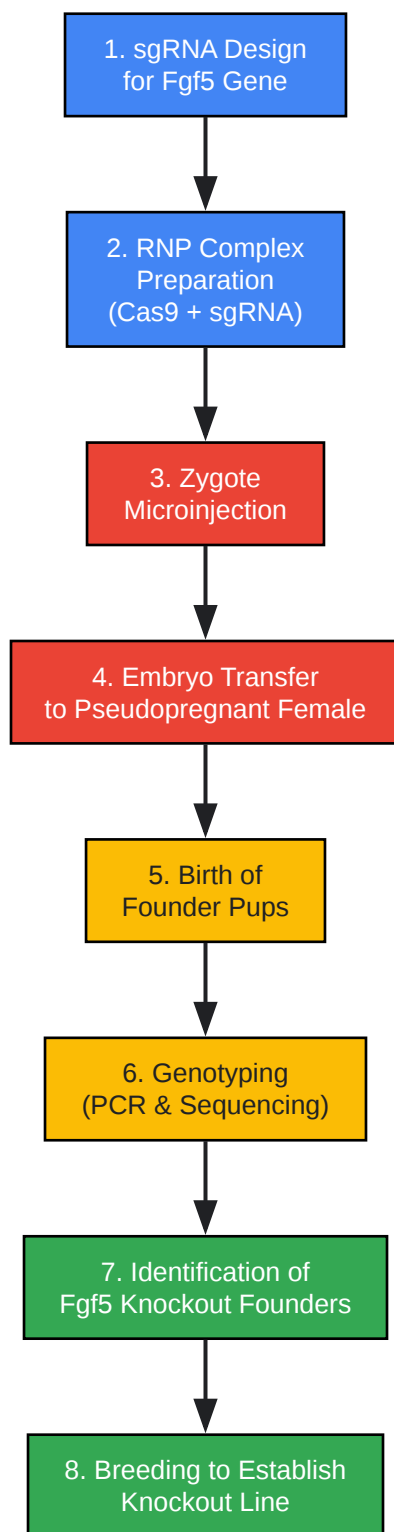 1. sgRNA Design
for Fgf5 Gene
2. RNP Complex
Preparation
(Cas9 + sgRNA)
3. Zygote
Microinjection
4. Embryo Transfer
to Pseudopregnant Female
5. Birth of
Founder Pups
6. Genotyping
(PCR & Sequencing)
7. Identification of
Fgf5 Knockout Founders
8. Breeding to Establish
Knockout Line